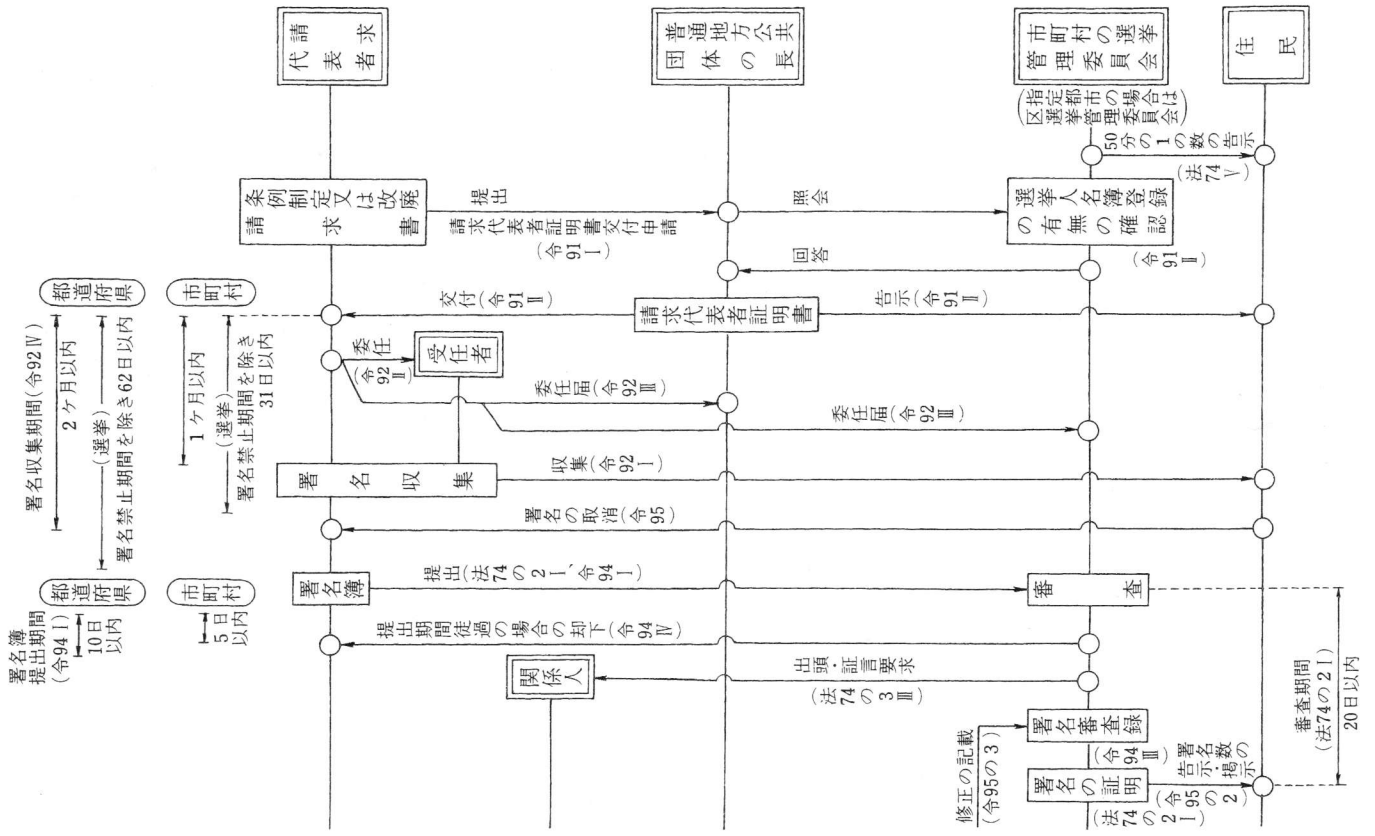 請求
代表者
普通地方公共
団体の長
市町村の選挙
管理委員会
(指定都市の場合は
区選挙管理委員会)
住民
50分の1の数の告示
(法74Ⅴ)
条例制定又は改廃
請求書
提出
請求代表者証明書交付申請
(令91Ⅰ)
照会
選挙人名簿登録
の有無の確認
(令91Ⅱ)
回答
都道府県
市町村
交付(令91Ⅱ)
請求代表者証明書
告示(令91Ⅱ)
署名収集期間(令92Ⅳ)
2ヶ月以内
(選挙)
署名禁止期間を除き62日以内
1ヶ月以内
(選挙)
署名禁止期間を除き
31日以内
委任
(令92Ⅱ)
受任者
委任届(令92Ⅲ)
委任届(令92Ⅲ)
署名収集
収集(令92Ⅰ)
署名の取消(令95)
都道府県
市町村
署名簿
提出期間
(令94Ⅰ)
10日
以内
5日
以内
署名簿
提出(法74の2Ⅰ、令94Ⅰ)
審査
提出期間徒過の場合の却下(令94Ⅳ)
関係人
出頭・証言要求
(法74の3Ⅲ)
修正の記載
(令95の3)
署名審査録
(令94Ⅲ)
署名の証明
(法74の2Ⅰ)
署名数の
告示・掲示
(令95の2)
審査期間
(法74の2Ⅰ)
20日以内